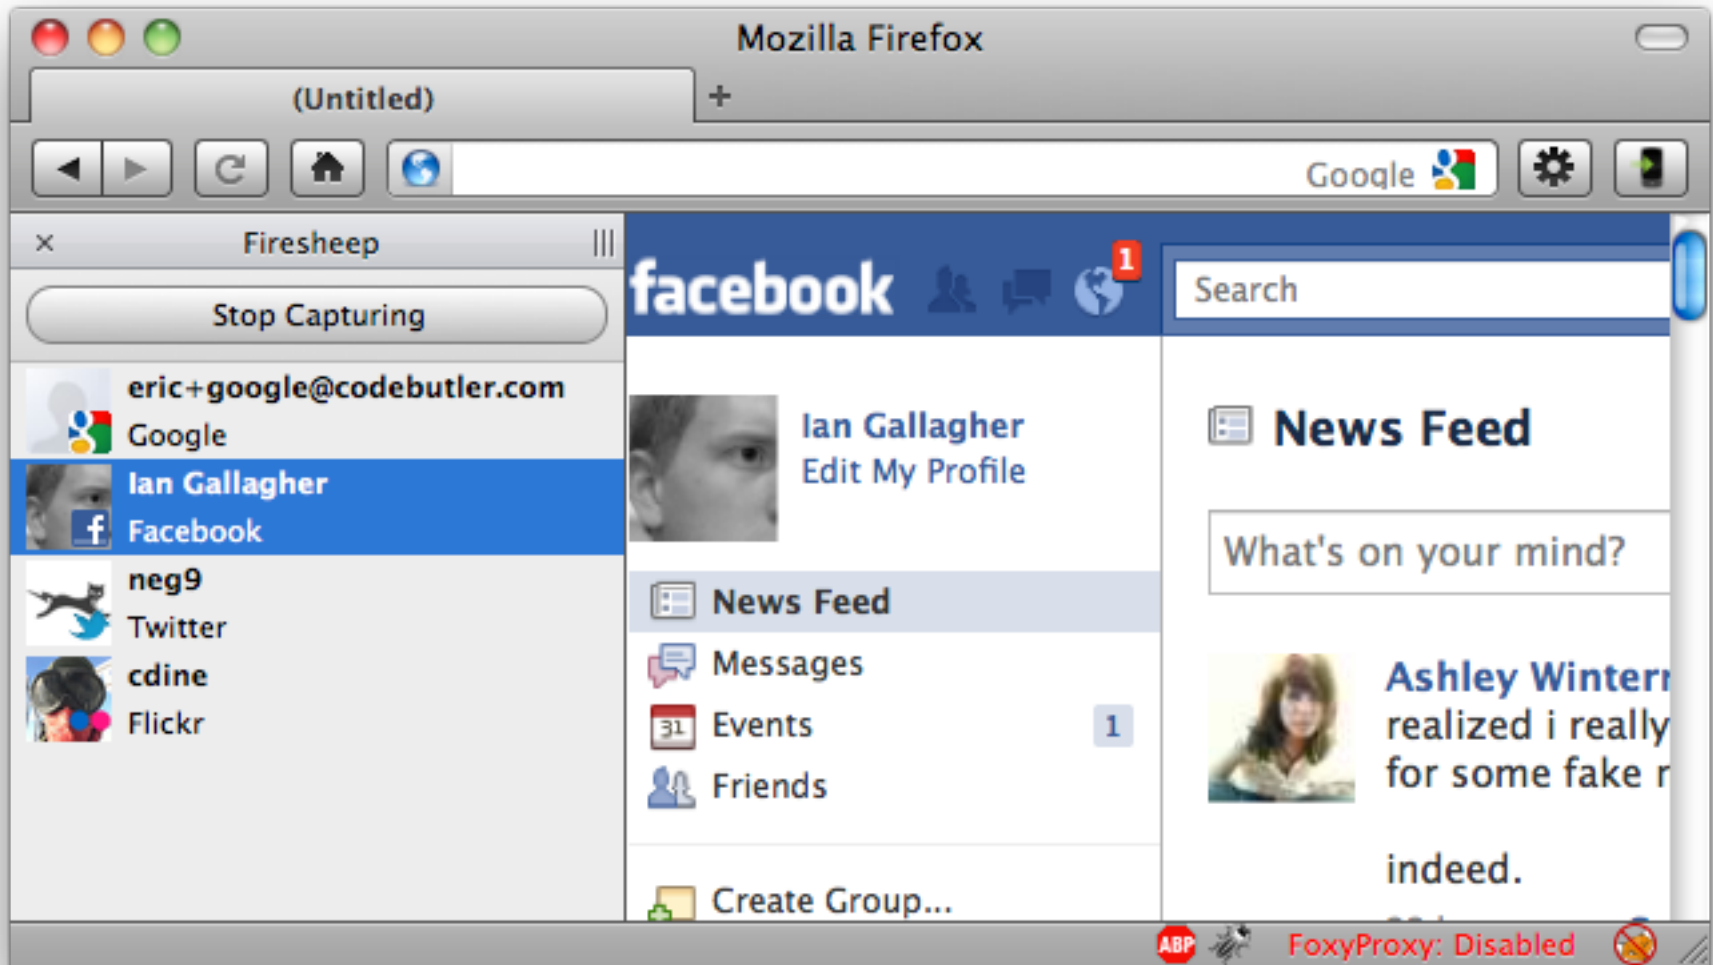 Mozilla Firefox
(Untitled)
+
Google
Firesheep
Stop Capturing
eric+google@codebutler.com
Google
Ian Gallagher
Facebook
neg9
Twitter
cdine
Flickr
facebook
1
Search
Ian Gallagher
Edit My Profile
News Feed
Messages
31
Events
1
Friends
Create Group...
News Feed
What's on your mind?
Ashley
realized i really
for some fake
indeed.
ABP
FoxyProxy: Disabled